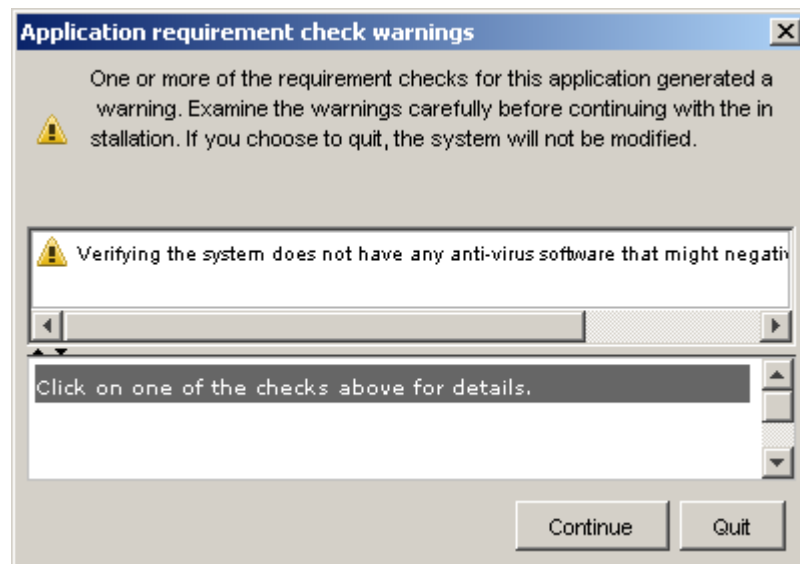 Application requirement check warnings
One or more of the requirement checks for this application generated a
warning. Examine the warnings carefully before continuing with the in
stallation. If you choose to quit, the system will not be modified.
Verifying the system does not have any anti-virus software that might negativ
Click on one of the checks above for details.
Continue
Quit